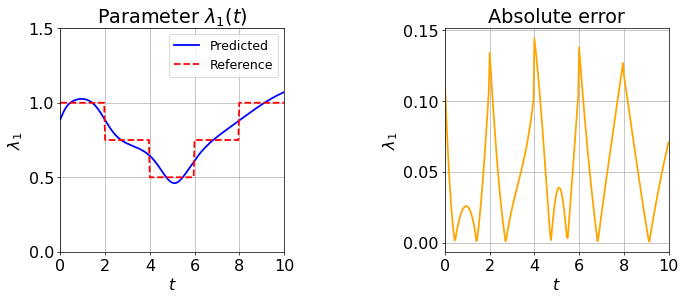 Parameter λ₁(t)
λ₁
1.5
1.0
0.5
0.0
0 2 4 6 8 10
t
Predicted
Reference
Absolute error
λ₁
0.15
0.10
0.05
0.00
0 2 4 6 8 10
t